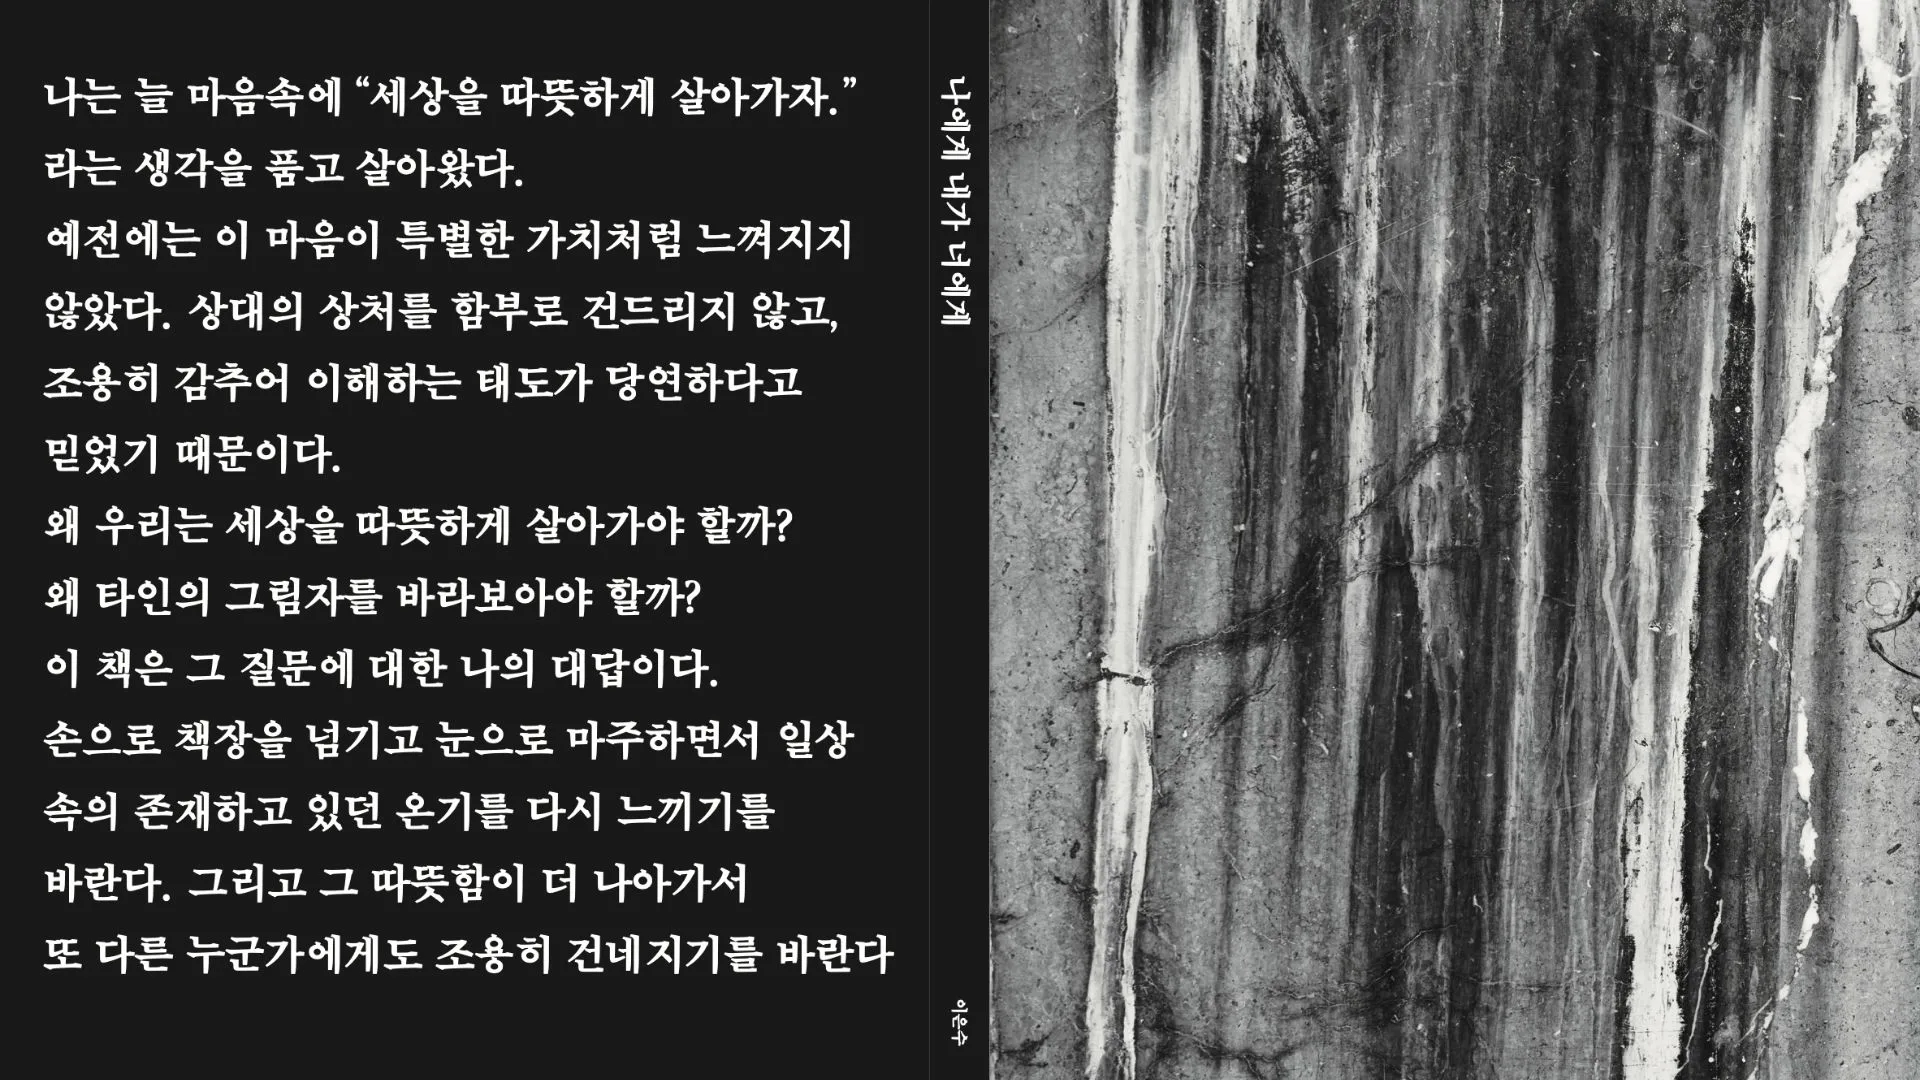 나는 늘 마음속에 “세상을 따뜻하게 살아가자.”
라는 생각을 품고 살아왔다.
예전에는 이 마음이 특별한 가치처럼 느껴지지
않았다. 상대의 상처를 함부로 건드리지 않고,
조용히 감추어 이해하는 태도가 당연하다고
믿었기 때문이다.
왜 우리는 세상을 따뜻하게 살아가야 할까?
왜 타인의 그림자를 바라보아야 할까?
이 책은 그 질문에 대한 나의 대답이다.
손으로 책장을 넘기고 눈으로 마주하면서 일상
속의 존재하고 있던 온기를 다시 느끼기를
바란다. 그리고 그 따뜻함이 더 나아가서
또 다른 누군가에게도 조용히 건네지기를 바란다
나에게 내가 너에게
이은수